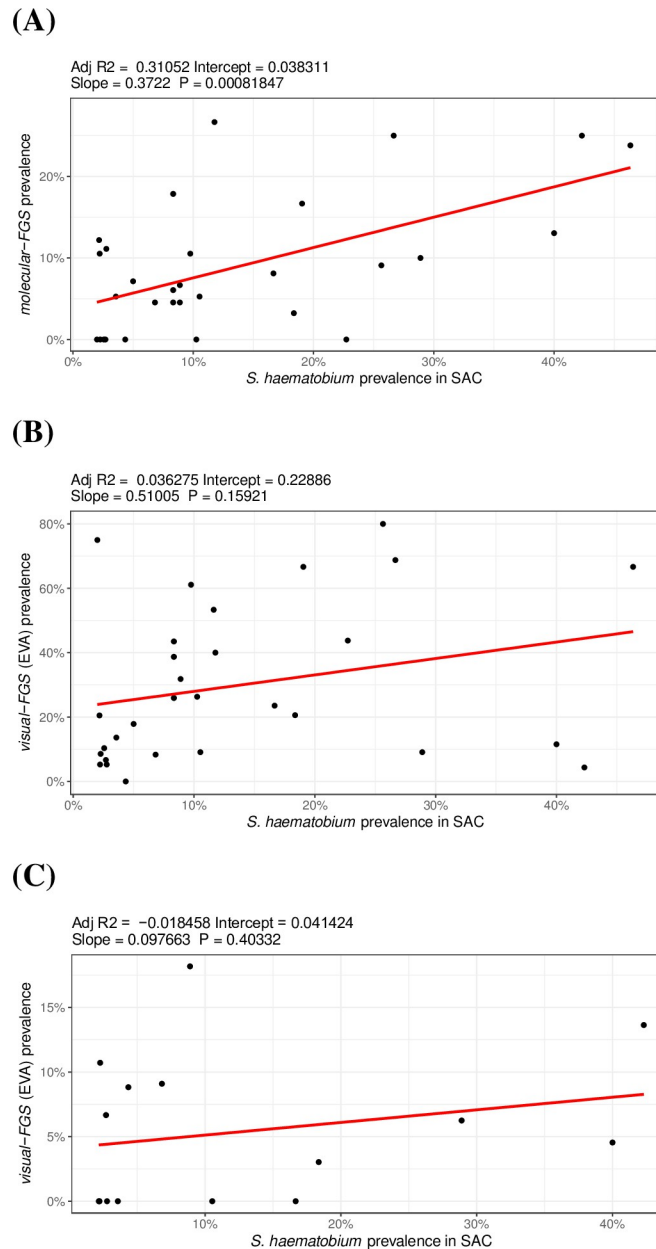 (A)
Adj R2 =  0.31052 Intercept = 0.038311
Slope = 0.3722  P = 0.00081847
molecular−FGS prevalence
20%
10%
0%
0% 10% 20% 30% 40%
S. haematobium prevalence in SAC
(B)
Adj R2 =  0.036275 Intercept = 0.22886
Slope = 0.51005  P = 0.15921
visual−FGS (EVA) prevalence
80%
60%
40%
20%
0%
0% 10% 20% 30% 40%
S. haematobium prevalence in SAC
(C)
Adj R2 =  −0.018458 Intercept = 0.041424
Slope = 0.097663  P = 0.40332
visual−FGS (EVA) prevalence
15%
10%
5%
0%
10% 20% 30% 40%
S. haematobium prevalence in SAC